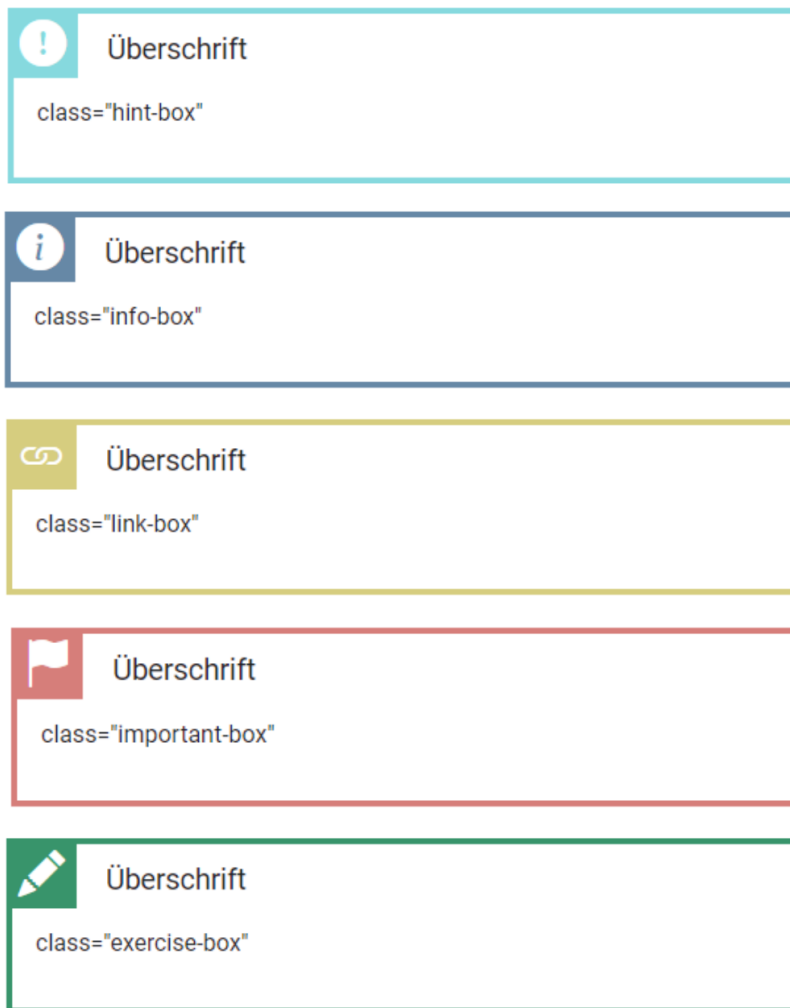 !
Überschrift
class="hint-box"
i
Überschrift
class="info-box"
Überschrift
class="link-box"
Überschrift
class="important-box"
Überschrift
class="exercise-box"